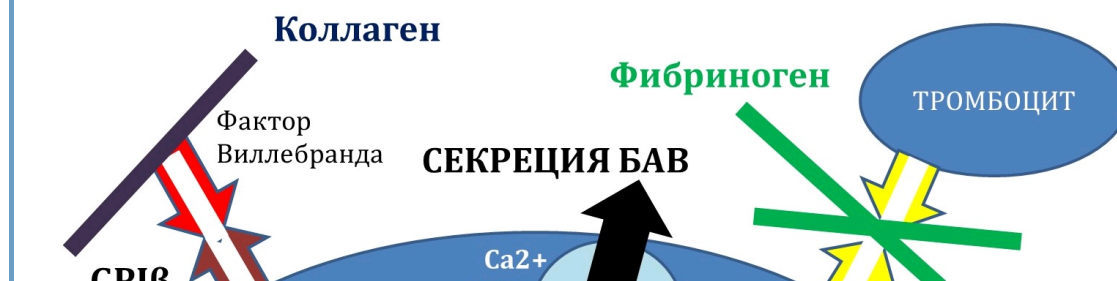 Коллаген
Фибриноген
ТРОМБОЦИТ
Фактор
Виллебранда
СЕКРЕЦИЯ БАВ
Ca2+